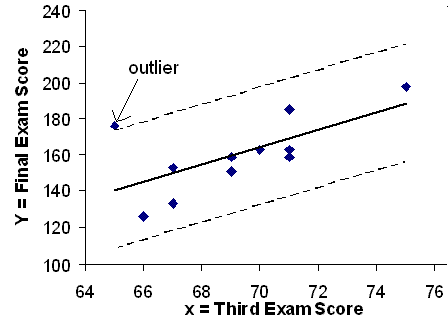 240
220
200
180
160
140
120
100
Y = Final Exam Score
outlier
64 66 68 70 72 74 76
x = Third Exam Score